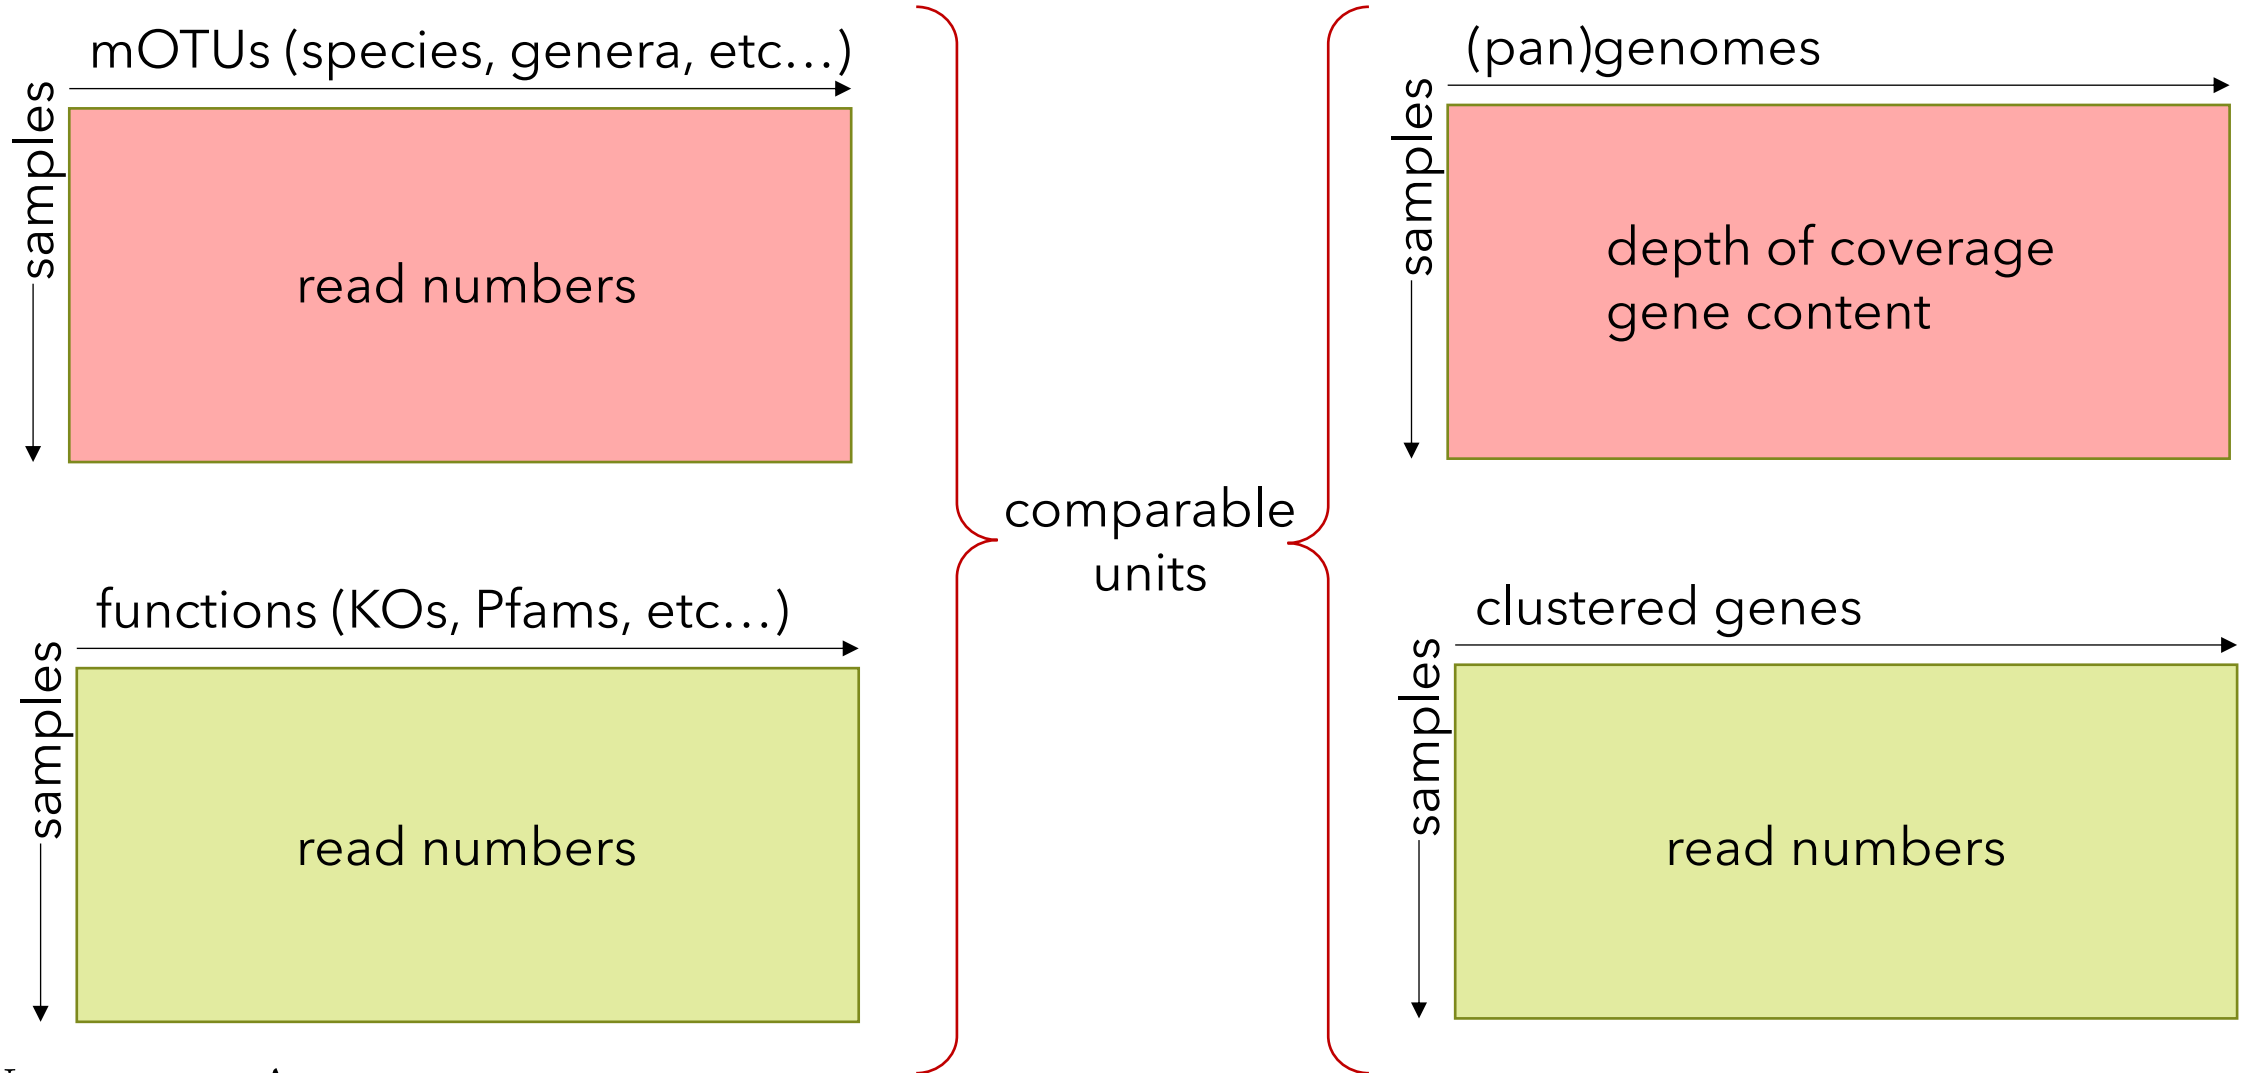 mOTUs (species, genera, etc...)
samples
read numbers
functions (KOs, Pfams, etc...)
samples
read numbers
comparable
units
(pan)genomes
samples
depth of coverage
gene content
clustered genes
samples
read numbers